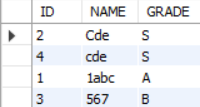 ID NAME GRADE
2 Cde S
4 cde S
1 1abc A
3 567 B